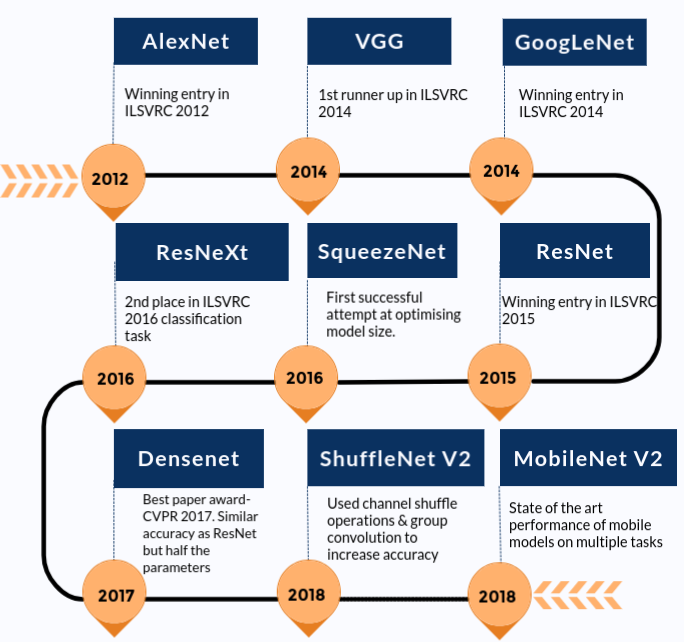 AlexNet
Winning entry in
ILSVRC 2012
2012
VGG
1st runner up in ILSVRC
2014
2014
GoogLeNet
Winning entry in
ILSVRC 2014
2014
ResNeXt
2nd place in ILSVRC
2016 classification
task
2016
SqueezeNet
First successful
attempt at optimising
model size.
2016
ResNet
Winning entry in ILSVRC
2015
2015
Densenet
Best paper award-
CVPR 2017. Similar
accuracy as ResNet
but half the
parameters
2017
ShuffleNet V2
Used channel shuffle
operations & group
convolution to
increase accuracy
2018
MobileNet V2
State of the art
performance of mobile
models on multiple tasks
2018